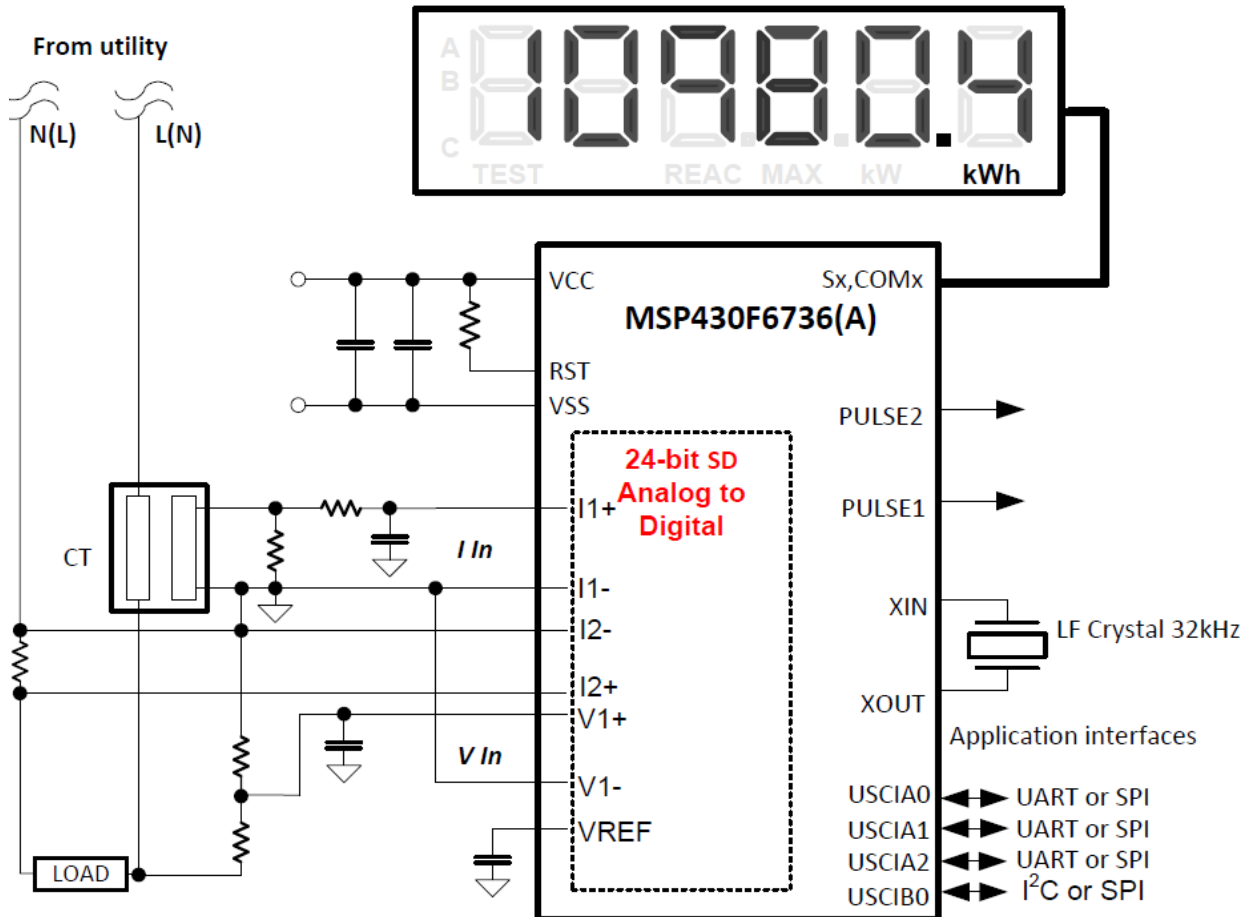 From utility
N(L)
L(N)
A
B
C
10980.4
TEST
REAC
MAX
kW
kWh
VCC
Sx,COMx
MSP430F6736(A)
RST
VSS
PULSE2
24-bit SD
Analog to
Digital
I1+
PULSE1
CT
I In
I1-
XIN
I2-
LF Crystal 32kHz
I2+
XOUT
V1+
Application interfaces
V In
V1-
USCIA0
UART or SPI
VREF
USCIA1
UART or SPI
USCIA2
UART or SPI
LOAD
USCIB0
I²C or SPI